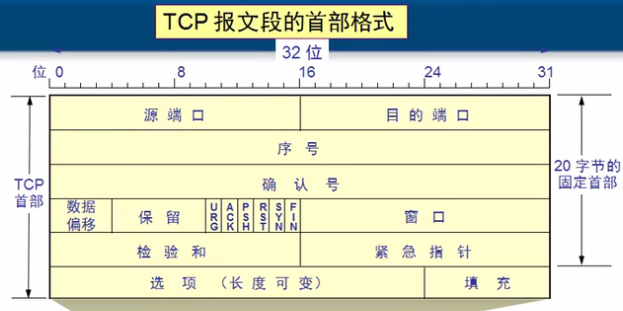 TCP 报文段的首部格式
32 位
位 0 8 16 24 31
源 端 口 目 的 端 口
序 号
确 认 号
数据
偏移
保 留
URG
ACK
PSH
RST
SYN
FIN
窗 口
检 验 和 紧 急 指 针
选 项 （长 度 可 变） 填 充
TCP
首部
20 字节的
固定首部